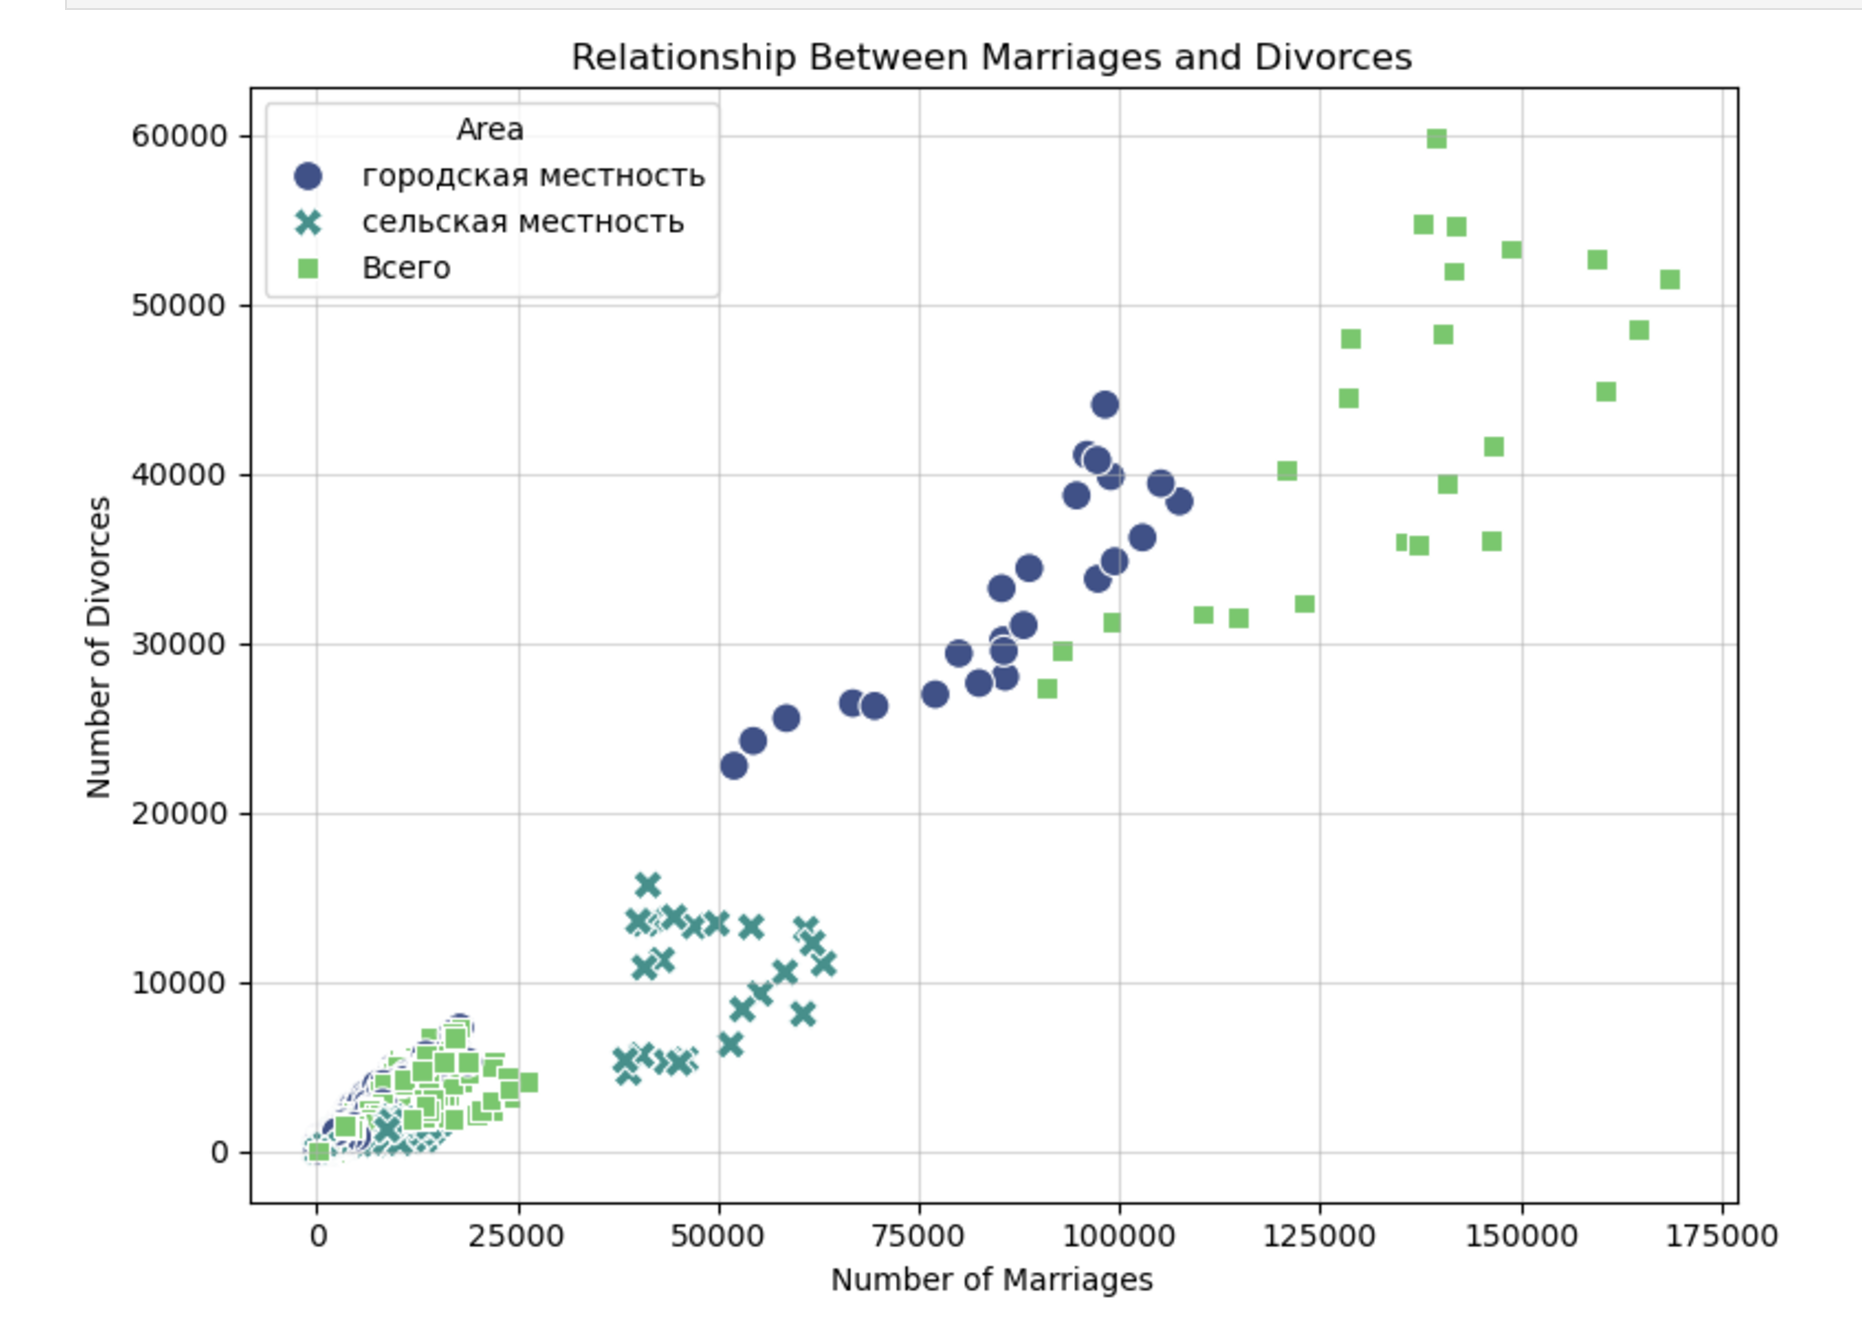 Relationship Between Marriages and Divorces
Area
городская местность
сельская местность
Всего
60000
50000
40000
30000
20000
10000
0
Number of Divorces
0 25000 50000 75000 100000 125000 150000 175000
Number of Marriages